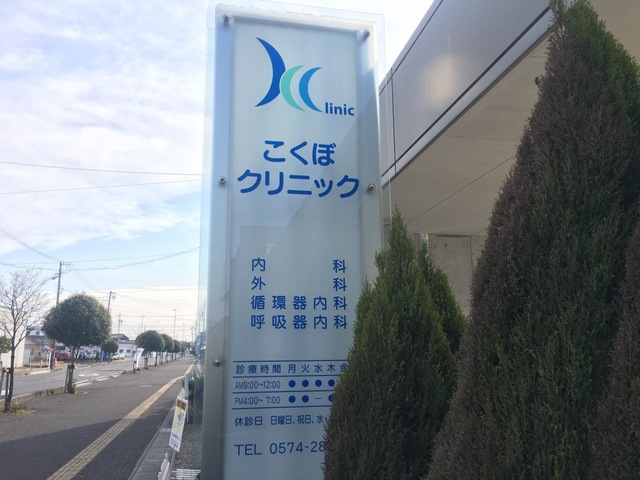 Clinic
こくぼ
クリニック
内科
外科
循環器内科
呼吸器内科
診療時間 月 火 水 木 金
AM9:00~12:00 ● ● ● ●
PM4:00~7:00 ● ● − ●
休診日 日曜日、祝日、水
TEL 0574-28